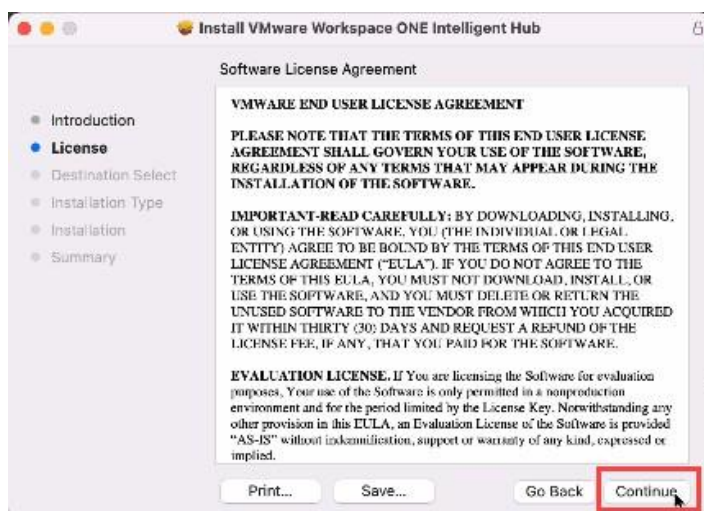 Install VMware Workspace ONE Intelligent Hub
Software License Agreement
Introduction
License
Destination Select
Installation Type
Installation
Summary
VMWARE END USER LICENSE AGREEMENT
PLEASE NOTE THAT THE TERMS OF THIS END USER LICENSE
AGREEMENT SHALL GOVERN YOUR USE OF THE SOFTWARE,
REGARDLESS OF ANY TERMS THAT MAY APPEAR DURING THE
INSTALLATION OF THE SOFTWARE.
IMPORTANT-READ CAREFULLY: BY DOWNLOADING, INSTALLING,
OR USING THE SOFTWARE, YOU (THE INDIVIDUAL OR LEGAL
ENTITY) AGREE TO BE BOUND BY THE TERMS OF THIS END USER
LICENSE AGREEMENT (“EULA”). IF YOU DO NOT AGREE TO THE
TERMS OF THIS EULA, YOU MUST NOT DOWNLOAD, INSTALL, OR
USE THE SOFTWARE, AND YOU MUST DELETE OR RETURN THE
UNUSED SOFTWARE TO THE VENDOR FROM WHICH YOU ACQUIRED
IT WITHIN THIRTY (30) DAYS AND REQUEST A REFUND OF THE
LICENSE FEE, IF ANY, THAT YOU PAID FOR THE SOFTWARE.
EVALUATION LICENSE. If You are licensing the Software for evaluation
purposes, Your use of the Software is only permitted in a nonproduction
environment and for the period limited by the License Key. Notwithstanding any
other provision in this EULA, an Evaluation License of the Software is provided
“AS-IS” without indemnification, support or warranty of any kind, expressed or
implied.
Print... Save... Go Back Continue